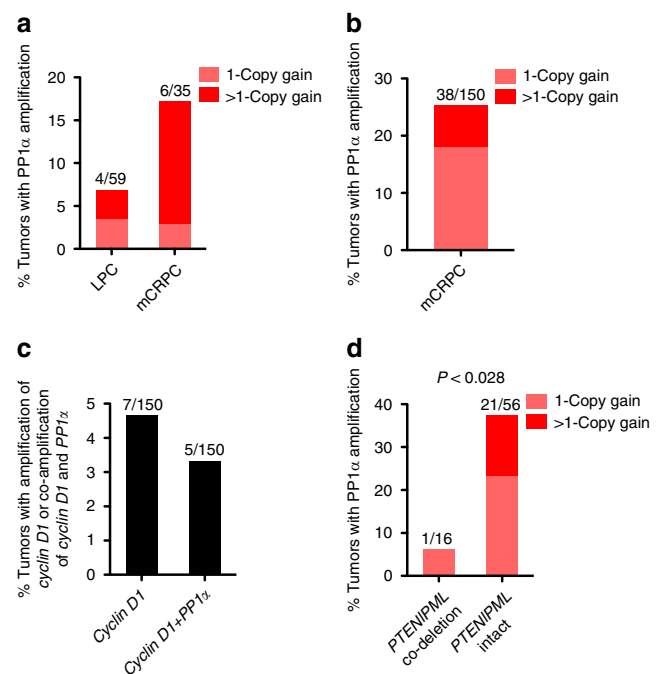 a
% Tumors with PP1α amplification
20
15
10
5
0
4/59
6/35
LPC
mCRPC
1-Copy gain
>1-Copy gain
b
% Tumors with PP1α amplification
30
20
10
0
38/150
mCRPC
1-Copy gain
>1-Copy gain
c
% Tumors with amplification of
cyclin D1 or co-amplification
of cyclin D1 and PP1α
5
4
3
2
1
0
7/150
5/150
Cyclin D1
Cyclin D1+PP1α
d
% Tumors with PP1α amplification
P < 0.028
40
30
20
10
0
1/16
21/56
PTENIPML
co-deletion
PTENIPML
intact
1-Copy gain
>1-Copy gain